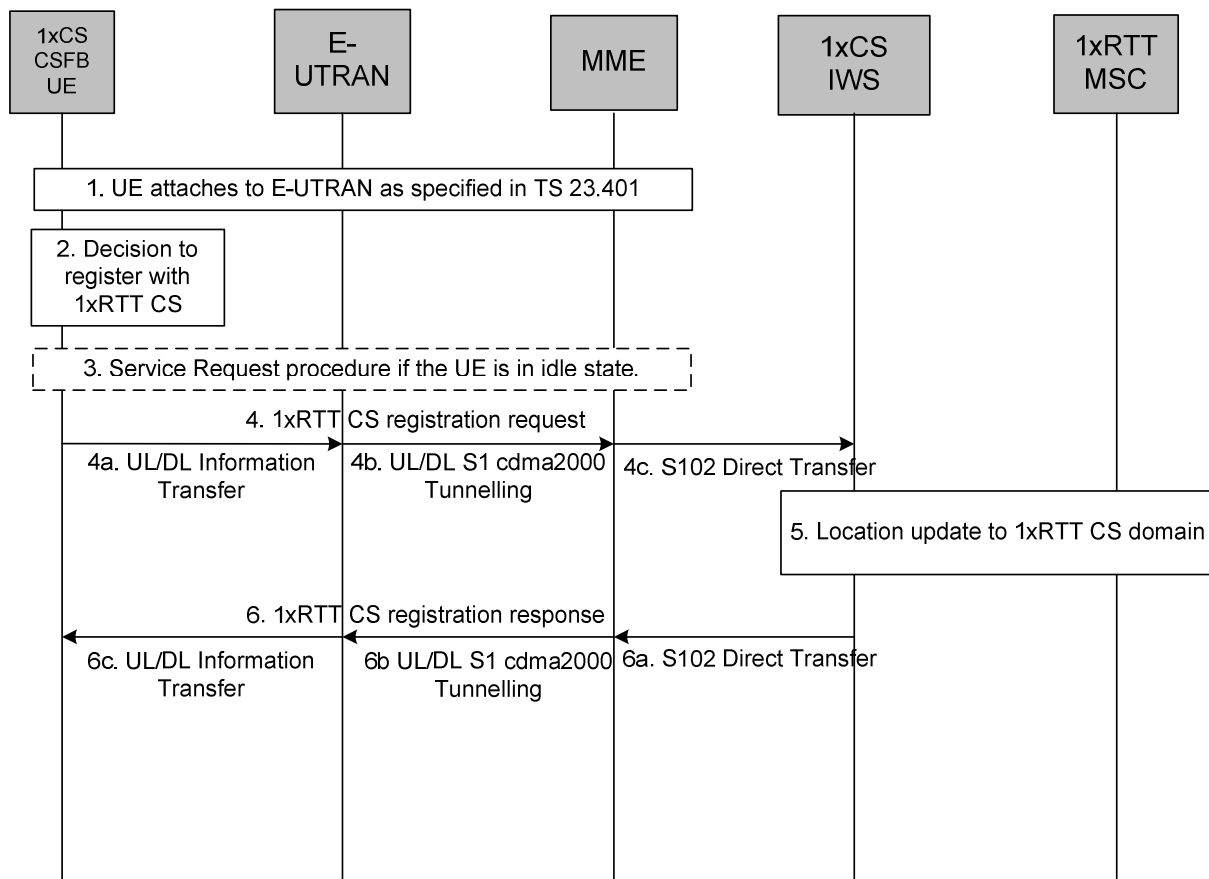 1xCS
CSFB
UE
E-
UTRAN
MME
1xCS
IWS
1xRTT
MSC
1. UE attaches to E-UTRAN as specified in TS 23.401
2. Decision to
register with
1xRTT CS
3. Service Request procedure if the UE is in idle state.
4. 1xRTT CS registration request
4a. UL/DL Information
Transfer
4b. UL/DL S1 cdma2000
Tunnelling
4c. S102 Direct Transfer
5. Location update to 1xRTT CS domain
6. 1xRTT CS registration response
6c. UL/DL Information
Transfer
6b UL/DL S1 cdma2000
Tunnelling
6a. S102 Direct Transfer